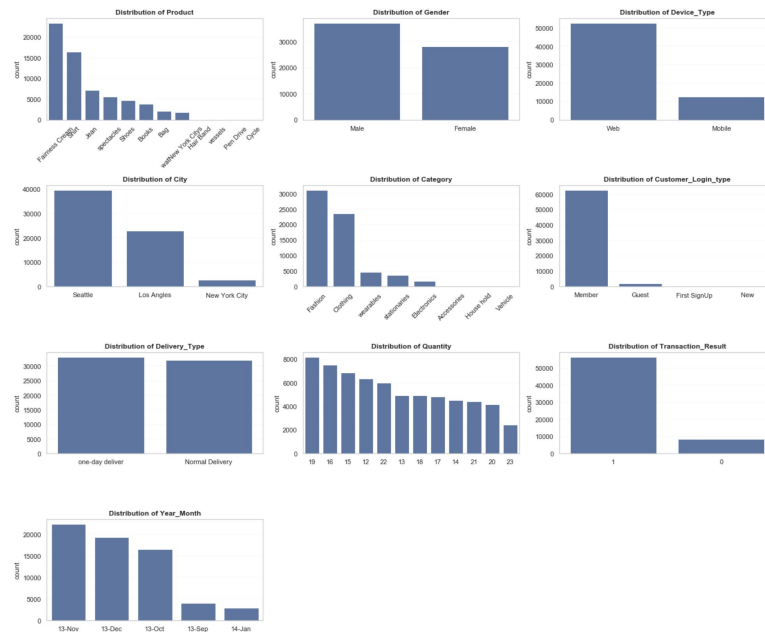 Distribution of Product
count
20000
15000
10000
5000
0
Fairness Cream
Shirt
Jean
spectacles
Shoes
Books
Bag
watNew York Citys
Hair Band
vessels
Pen Drive
Cycle
Distribution of Gender
count
30000
20000
10000
0
Male Female
Distribution of Device_Type
count
50000
40000
30000
20000
10000
0
Web Mobile
Distribution of City
count
40000
30000
20000
10000
0
Seattle Los Angles New York City
Distribution of Category
count
30000
25000
20000
15000
10000
5000
0
Fashion
Clothing
wearables
stationaries
Electronics
Accessories
House hold
Vehicle
Distribution of Customer_Login_type
count
60000
50000
40000
30000
20000
10000
0
Member Guest First SignUp New
Distribution of Delivery_Type
count
30000
25000
20000
15000
10000
5000
0
one-day deliver Normal Delivery
Distribution of Quantity
count
8000
6000
4000
2000
0
19 16 15 12 22 13 18 17 14 21 20 23
Distribution of Transaction_Result
count
50000
40000
30000
20000
10000
0
1 0
Distribution of Year_Month
count
20000
15000
10000
5000
0
13-Nov 13-Dec 13-Oct 13-Sep 14-Jan